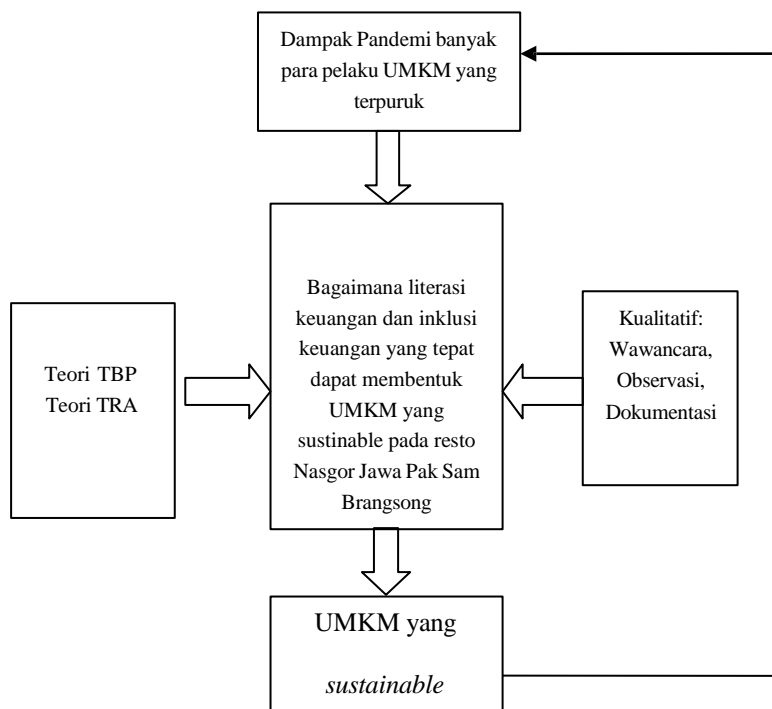 Dampak Pandemi banyak
para pelaku UMKM yang
terpuruk
Bagaimana literasi
keuangan dan inklusi
keuangan yang tepat
dapat membentuk
UMKM yang
sustinable pada resto
Nasgor Jawa Pak Sam
Brangsong
Teori TBP
Teori TRA
Kualitatif:
Wawancara,
Observasi,
Dokumentasi
UMKM yang
sustainable